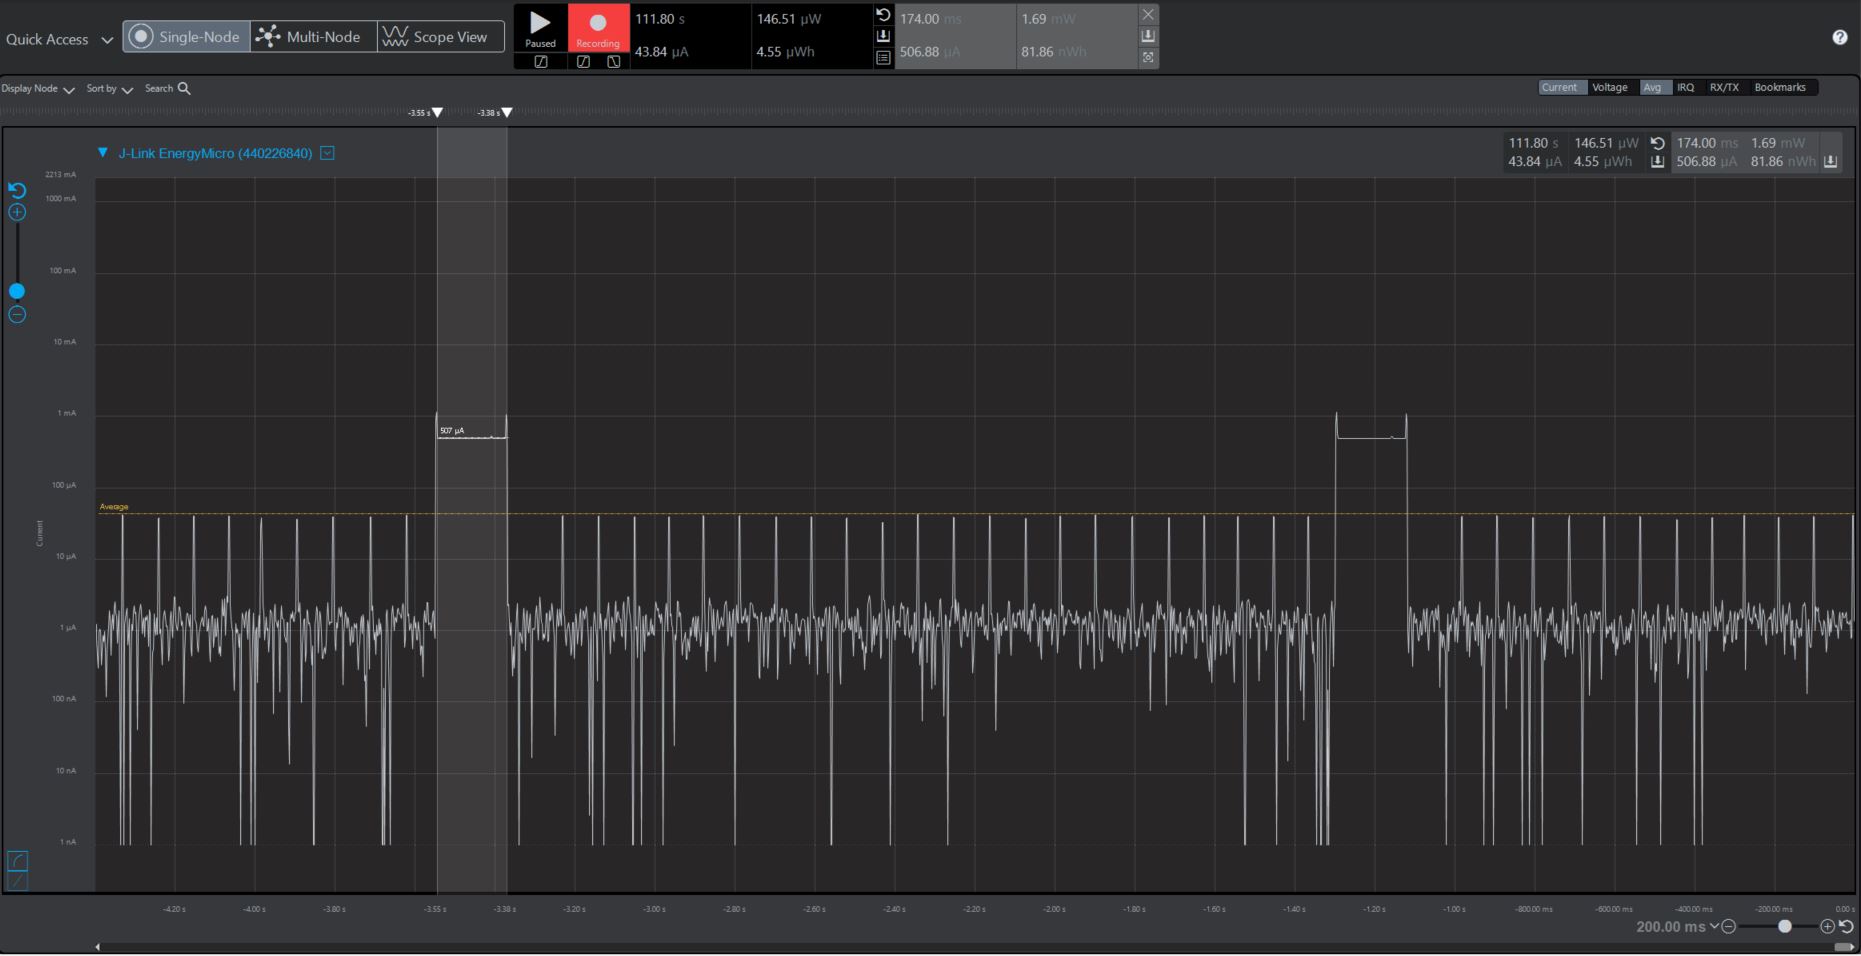 Quick Access
Single-Node
Multi-Node
Scope View
Paused
Recording
111.80 s
43.84 µA
146.51 µW
4.55 µWh
174.00 ms
506.88 µA
1.69 mW
81.86 nWh
Display Node
Sort by
Search
Current
Voltage
Avg
IRQ
RX/TX
Bookmarks
-3.55 s
-3.38 s
J-Link EnergyMicro (440226840)
111.80 s 146.51 µW 174.00 ms 1.69 mW
43.84 µA 4.55 µWh 506.88 µA 81.86 nWh
2213 mA
1000 mA
100 mA
10 mA
1 mA
507 µA
100 µA
Average
Current
10 µA
1 µA
100 nA
10 nA
1 nA
-4.20 s -4.00 s -3.80 s -3.55 s -3.38 s -3.20 s -3.00 s -2.80 s -2.60 s -2.40 s -2.20 s -2.00 s -1.80 s -1.60 s -1.40 s -1.20 s -1.00 s -800.00 ms -600.00 ms -400.00 ms -200.00 ms 0.00 s
200.00 ms